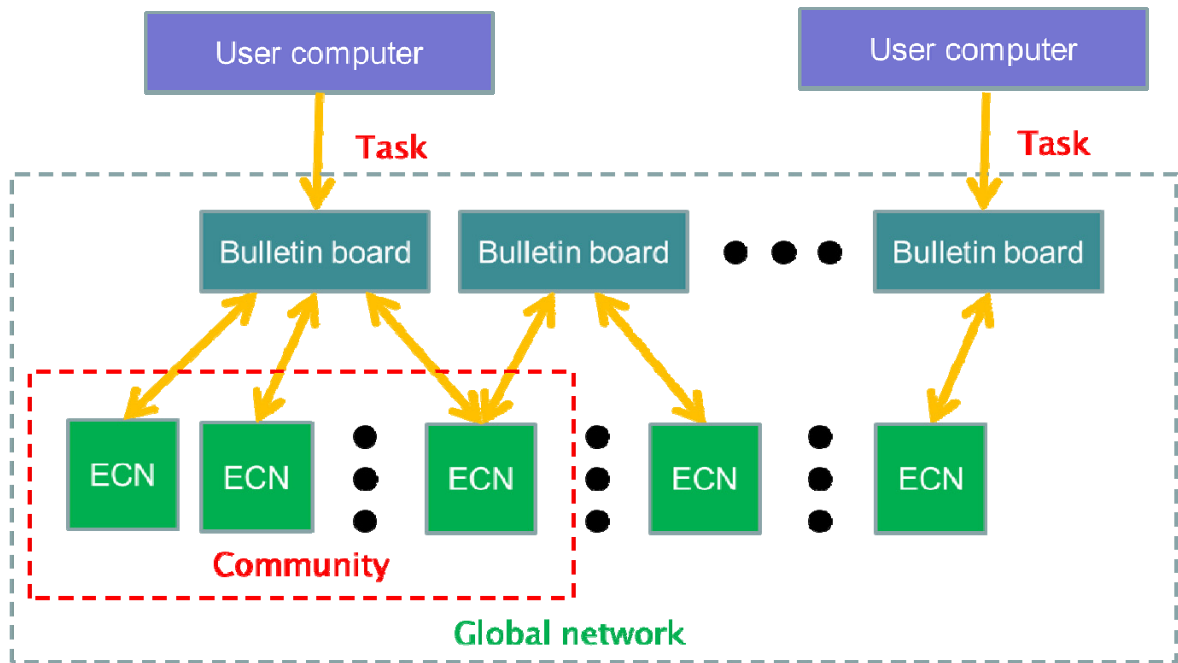 User computer
User computer
Task
Task
Bulletin board
Bulletin board
Bulletin board
ECN
ECN
ECN
ECN
ECN
Community
Global network